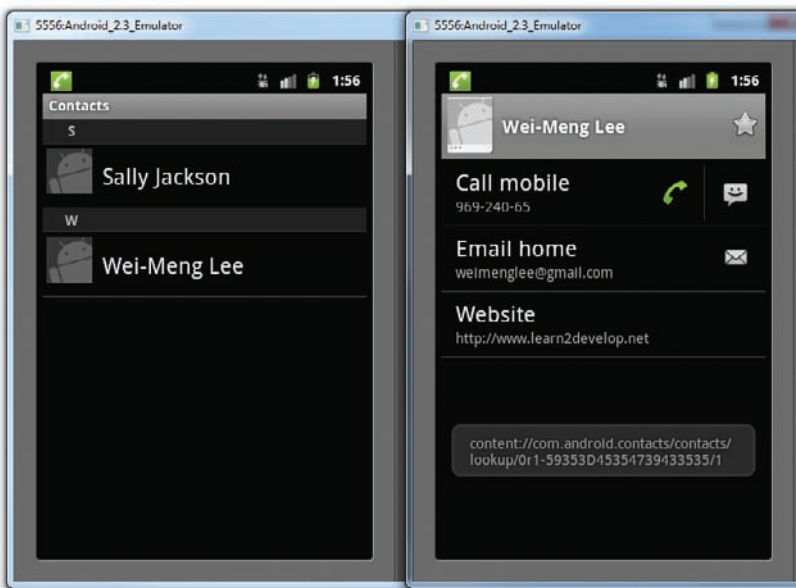 5556:Android_2.3_Emulator
1:56
Contacts
S
Sally Jackson
W
Wei-Meng Lee
5556:Android_2.3_Emulator
1:56
Wei-Meng Lee
Call mobile
969-240-65
Email home
weimenglee@gmail.com
Website
http://www.learn2develop.net
content://com.android.contacts/contacts/
lookup/0r1-59353D45354739433535/1